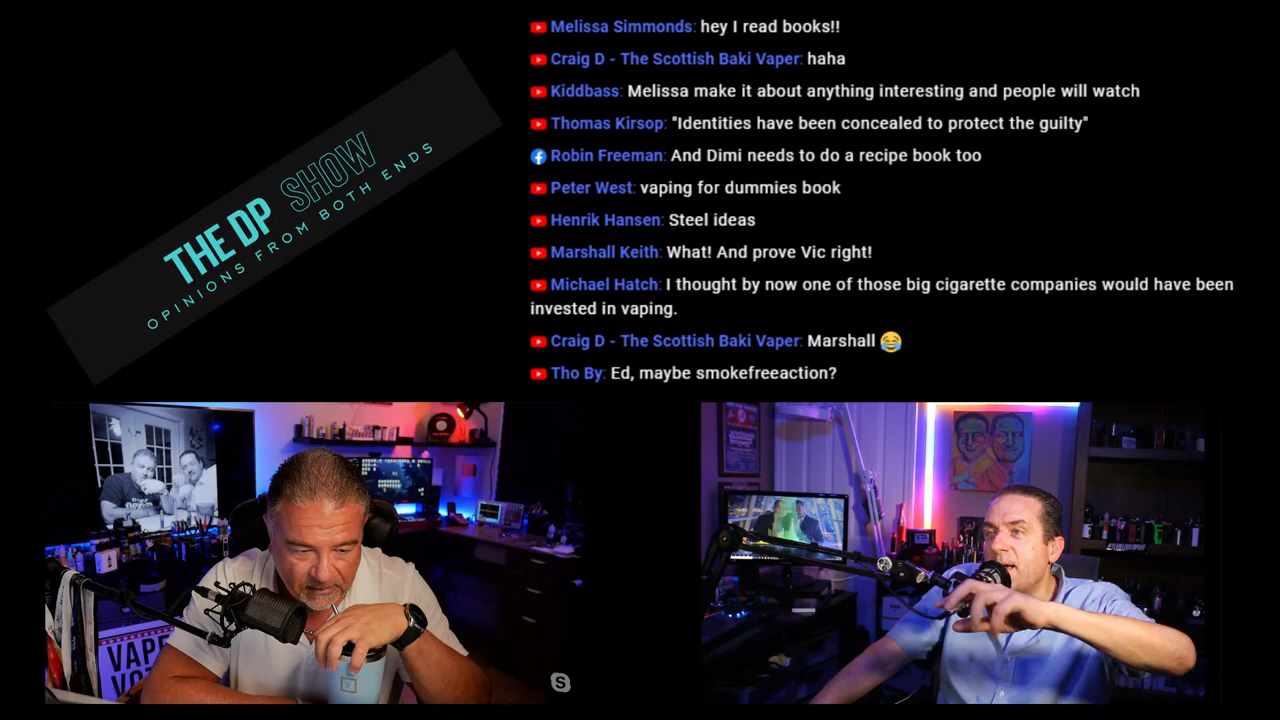 Melissa Simmonds: hey I read books!!
Craig D - The Scottish Baki Vaper: haha
Kiddbass: Melissa make it about anything interesting and people will watch
Thomas Kirsop: "Identities have been concealed to protect the guilty"
Robin Freeman: And Dimi needs to do a recipe book too
Peter West: vaping for dummies book
Henrik Hansen: Steel ideas
Marshall Keith: What! And prove Vic right!
Michael Hatch: I thought by now one of those big cigarette companies would have been
invested in vaping.
Craig D - The Scottish Baki Vaper: Marshall 😂
Tho By: Ed, maybe smokefreeaction?
THE DP SHOW
OPINIONS FROM BOTH ENDS
VAPE
S